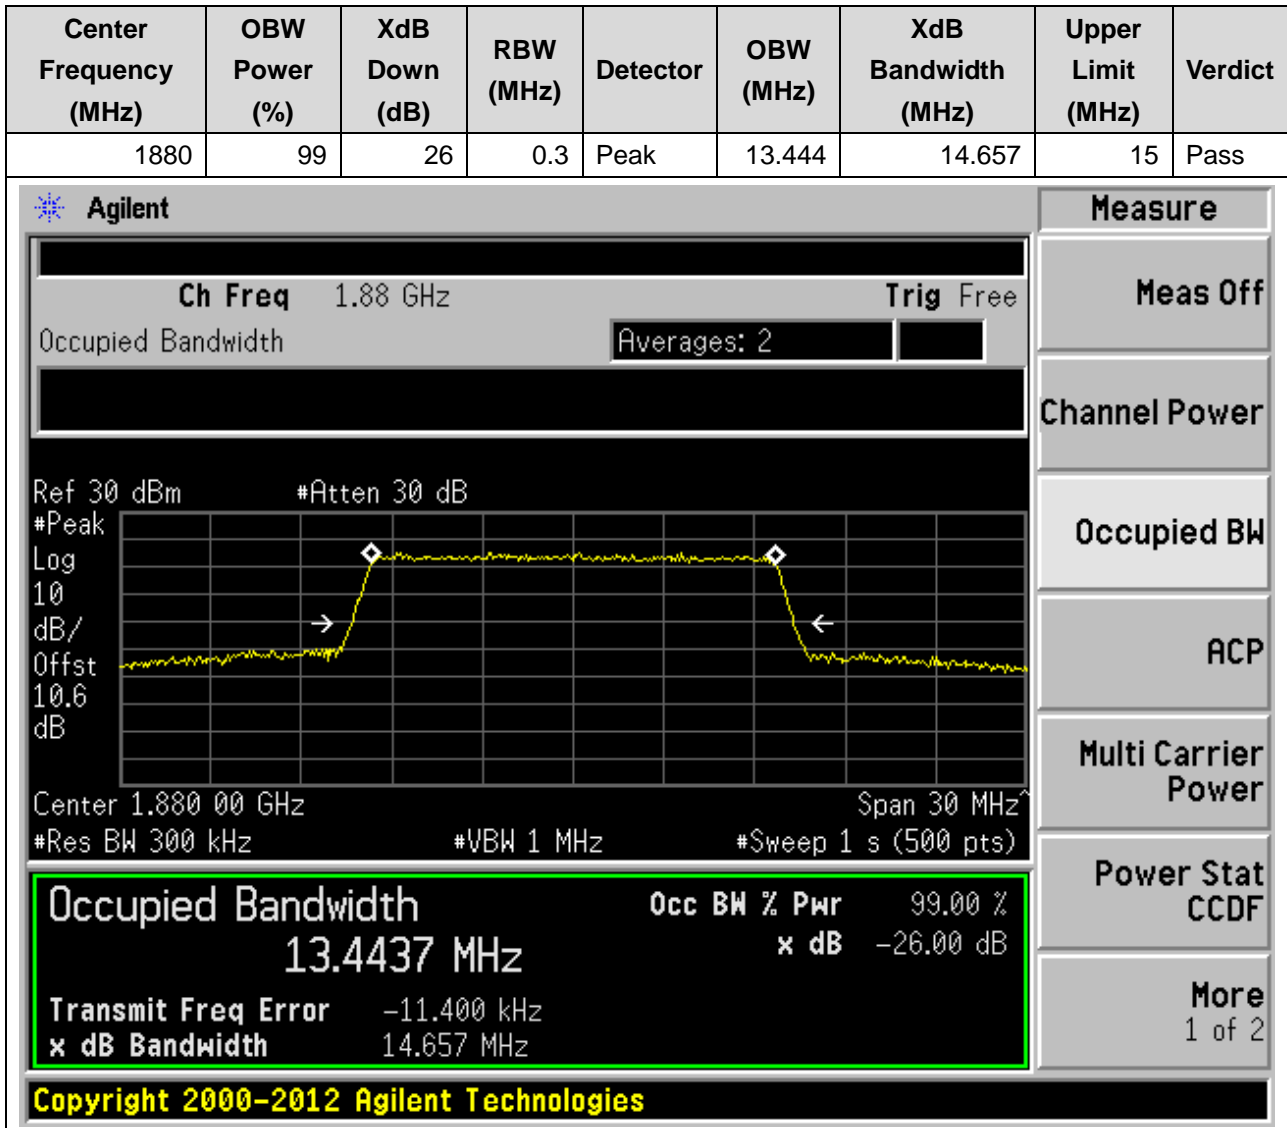 Center Frequency (MHz) OBW Power (%) XdB Down (dB) RBW (MHz) Detector OBW (MHz) XdB Bandwidth (MHz) Upper Limit (MHz) Verdict
1880 99 26 0.3 Peak 13.444 14.657 15 Pass
Agilent
Measure
Ch Freq 1.88 GHz Trig Free
Occupied Bandwidth Averages: 2
Ref 30 dBm #Atten 30 dB
#Peak
Log
10
dB/
Offst
10.6
dB
Center 1.880 00 GHz Span 30 MHz^
#Res BW 300 kHz #VBW 1 MHz #Sweep 1 s (500 pts)
Occupied Bandwidth Occ BW % Pwr 99.00 %
13.4437 MHz x dB -26.00 dB
Transmit Freq Error -11.400 kHz
x dB Bandwidth 14.657 MHz
Meas Off
Channel Power
Occupied BW
ACP
Multi Carrier
Power
Power Stat
CCDF
More
1 of 2
Copyright 2000-2012 Agilent Technologies